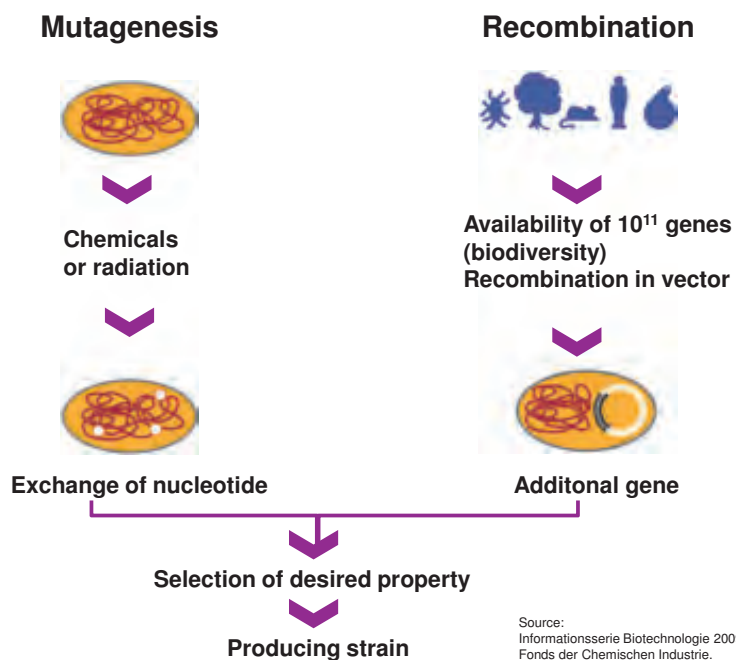 Mutagenesis
Chemicals
or radiation
Exchange of nucleotide
Recombination
Availability of 10¹¹ genes
(biodiversity)
Recombination in vector
Additonal gene
Selection of desired property
Producing strain
Source:
Informationsserie Biotechnologie
Fonds der Chemischen Industrie.